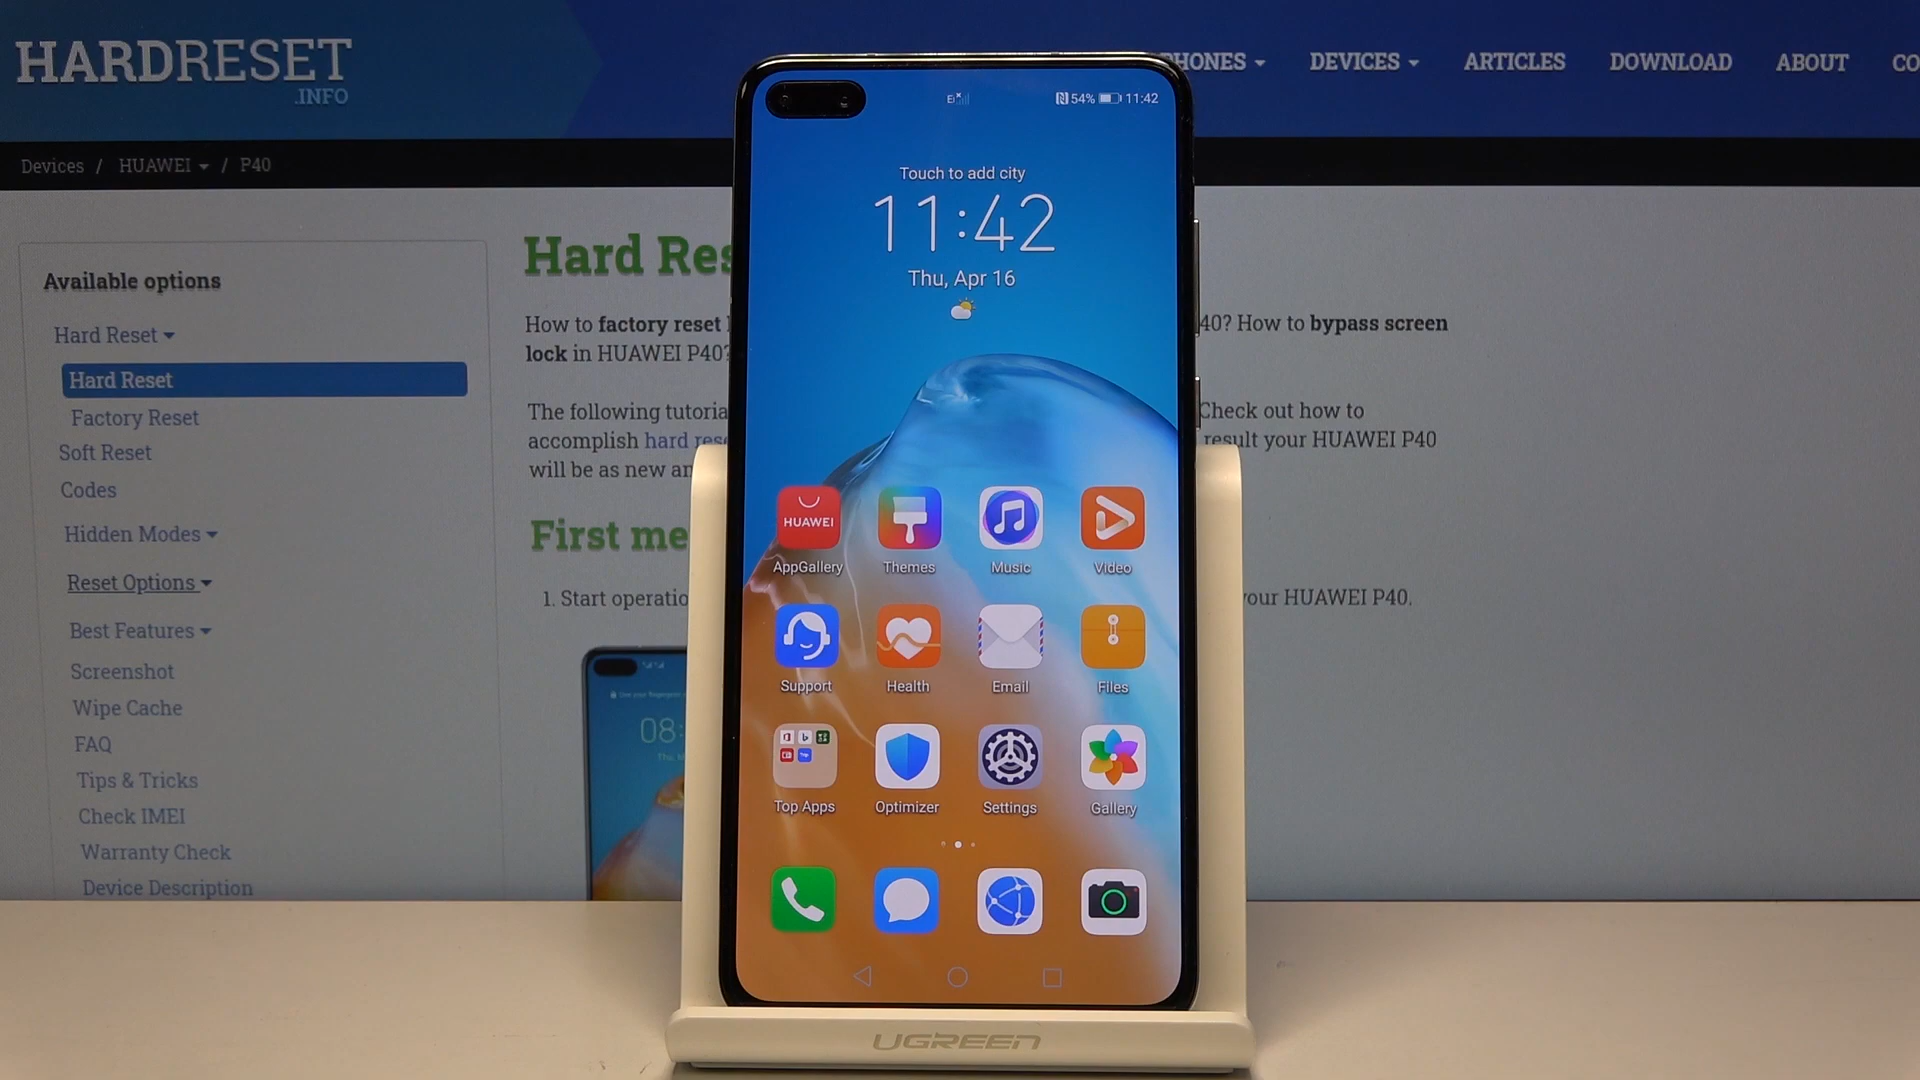 HARDRESET
.INFO
PHONES DEVICES ARTICLES DOWNLOAD ABOUT CO
Devices / HUAWEI / P40
Available options
Hard Reset
Hard Reset
Factory Reset
Soft Reset
Codes
Hidden Modes
Reset Options
Best Features
Screenshot
Wipe Cache
FAQ
Tips & Tricks
Check IMEI
Warranty Check
Device Description
Hard Res
How to factory reset 40? How to bypass screen
lock in HUAWEI P40?
The following tutoria Check out how to
accomplish hard rese result your HUAWEI P40
will be as new an
First me
1. Start operatio your HUAWEI P40.
08:
54% 11:42
Touch to add city
11:42
Thu, Apr 16
HUAWEI
AppGallery Themes Music Video
Support Health Email Files
Top Apps Optimizer Settings Gallery
UGREEN